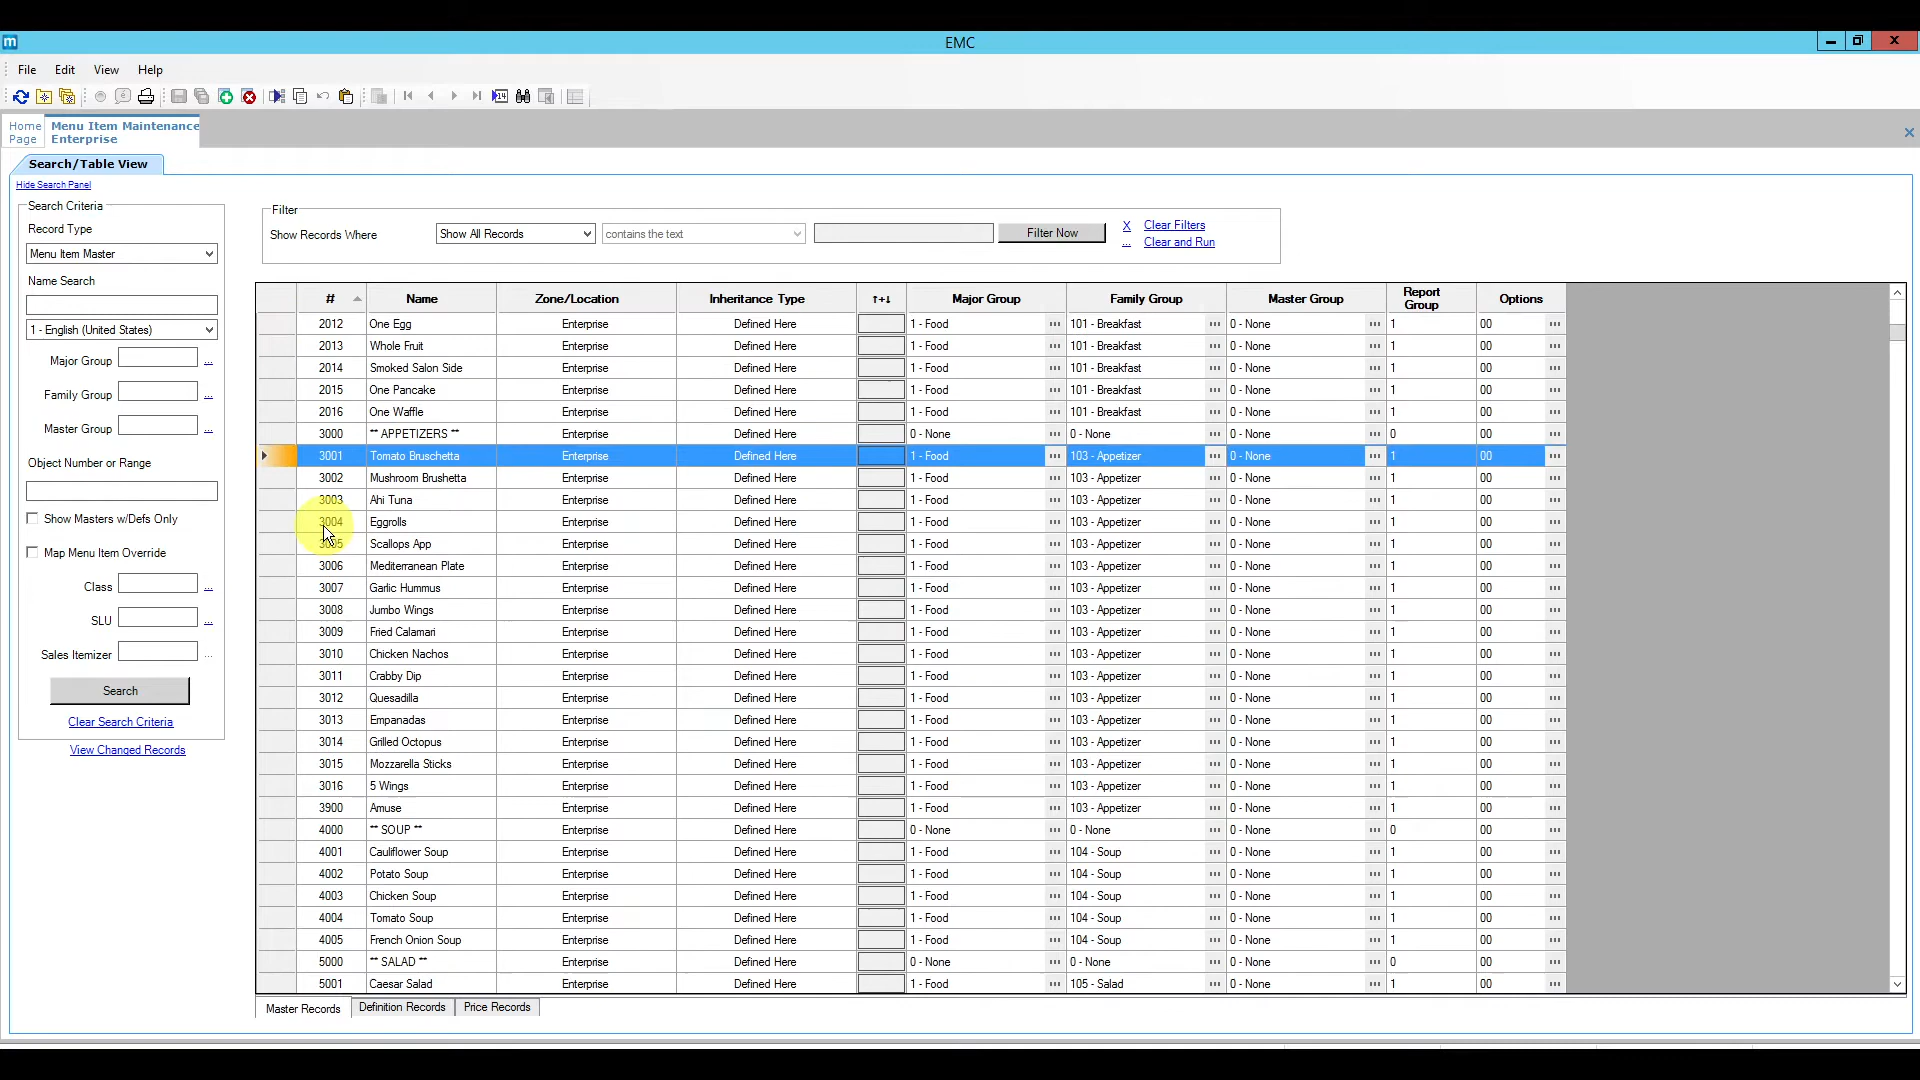 EMC
File Edit View Help
Home Page
Menu Item Maintenance
Enterprise
Search/Table View
Hide Search Panel
Search Criteria
Record Type
Menu Item Master
Name Search
1 - English (United States)
Major Group ...
Family Group ...
Master Group ...
Object Number or Range
Show Masters w/Defs Only
Map Menu Item Override
Class ...
SLU ...
Sales Itemizer ...
Search
Clear Search Criteria
View Changed Records
Filter
Show Records Where Show All Records contains the text Filter Now X Clear Filters
... Clear and Run
# Name Zone/Location Inheritance Type ↑+↓ Major Group Family Group Master Group Report Group Options
2012 One Egg Enterprise Defined Here 1 - Food ... 101 - Breakfast ... 0 - None ... 1 00 ...
2013 Whole Fruit Enterprise Defined Here 1 - Food ... 101 - Breakfast ... 0 - None ... 1 00 ...
2014 Smoked Salon Side Enterprise Defined Here 1 - Food ... 101 - Breakfast ... 0 - None ... 1 00 ...
2015 One Pancake Enterprise Defined Here 1 - Food ... 101 - Breakfast ... 0 - None ... 1 00 ...
2016 One Waffle Enterprise Defined Here 1 - Food ... 101 - Breakfast ... 0 - None ... 1 00 ...
3000 ** APPETIZERS ** Enterprise Defined Here 0 - None ... 0 - None ... 0 - None ... 0 00 ...
3001 Tomato Bruschetta Enterprise Defined Here 1 - Food ... 103 - Appetizer ... 0 - None ... 1 00 ...
3002 Mushroom Brushetta Enterprise Defined Here 1 - Food ... 103 - Appetizer ... 0 - None ... 1 00 ...
3003 Ahi Tuna Enterprise Defined Here 1 - Food ... 103 - Appetizer ... 0 - None ... 1 00 ...
3004 Eggrolls Enterprise Defined Here 1 - Food ... 103 - Appetizer ... 0 - None ... 1 00 ...
3005 Scallops App Enterprise Defined Here 1 - Food ... 103 - Appetizer ... 0 - None ... 1 00 ...
3006 Mediterranean Plate Enterprise Defined Here 1 - Food ... 103 - Appetizer ... 0 - None ... 1 00 ...
3007 Garlic Hummus Enterprise Defined Here 1 - Food ... 103 - Appetizer ... 0 - None ... 1 00 ...
3008 Jumbo Wings Enterprise Defined Here 1 - Food ... 103 - Appetizer ... 0 - None ... 1 00 ...
3009 Fried Calamari Enterprise Defined Here 1 - Food ... 103 - Appetizer ... 0 - None ... 1 00 ...
3010 Chicken Nachos Enterprise Defined Here 1 - Food ... 103 - Appetizer ... 0 - None ... 1 00 ...
3011 Crabby Dip Enterprise Defined Here 1 - Food ... 103 - Appetizer ... 0 - None ... 1 00 ...
3012 Quesadilla Enterprise Defined Here 1 - Food ... 103 - Appetizer ... 0 - None ... 1 00 ...
3013 Empanadas Enterprise Defined Here 1 - Food ... 103 - Appetizer ... 0 - None ... 1 00 ...
3014 Grilled Octopus Enterprise Defined Here 1 - Food ... 103 - Appetizer ... 0 - None ... 1 00 ...
3015 Mozzarella Sticks Enterprise Defined Here 1 - Food ... 103 - Appetizer ... 0 - None ... 1 00 ...
3016 5 Wings Enterprise Defined Here 1 - Food ... 103 - Appetizer ... 0 - None ... 1 00 ...
3900 Amuse Enterprise Defined Here 1 - Food ... 103 - Appetizer ... 0 - None ... 1 00 ...
4000 ** SOUP ** Enterprise Defined Here 0 - None ... 0 - None ... 0 - None ... 0 00 ...
4001 Cauliflower Soup Enterprise Defined Here 1 - Food ... 104 - Soup ... 0 - None ... 1 00 ...
4002 Potato Soup Enterprise Defined Here 1 - Food ... 104 - Soup ... 0 - None ... 1 00 ...
4003 Chicken Soup Enterprise Defined Here 1 - Food ... 104 - Soup ... 0 - None ... 1 00 ...
4004 Tomato Soup Enterprise Defined Here 1 - Food ... 104 - Soup ... 0 - None ... 1 00 ...
4005 French Onion Soup Enterprise Defined Here 1 - Food ... 104 - Soup ... 0 - None ... 1 00 ...
5000 ** SALAD ** Enterprise Defined Here 0 - None ... 0 - None ... 0 - None ... 0 00 ...
5001 Caesar Salad Enterprise Defined Here 1 - Food ... 105 - Salad ... 0 - None ... 1 00 ...
Master Records Definition Records Price Records